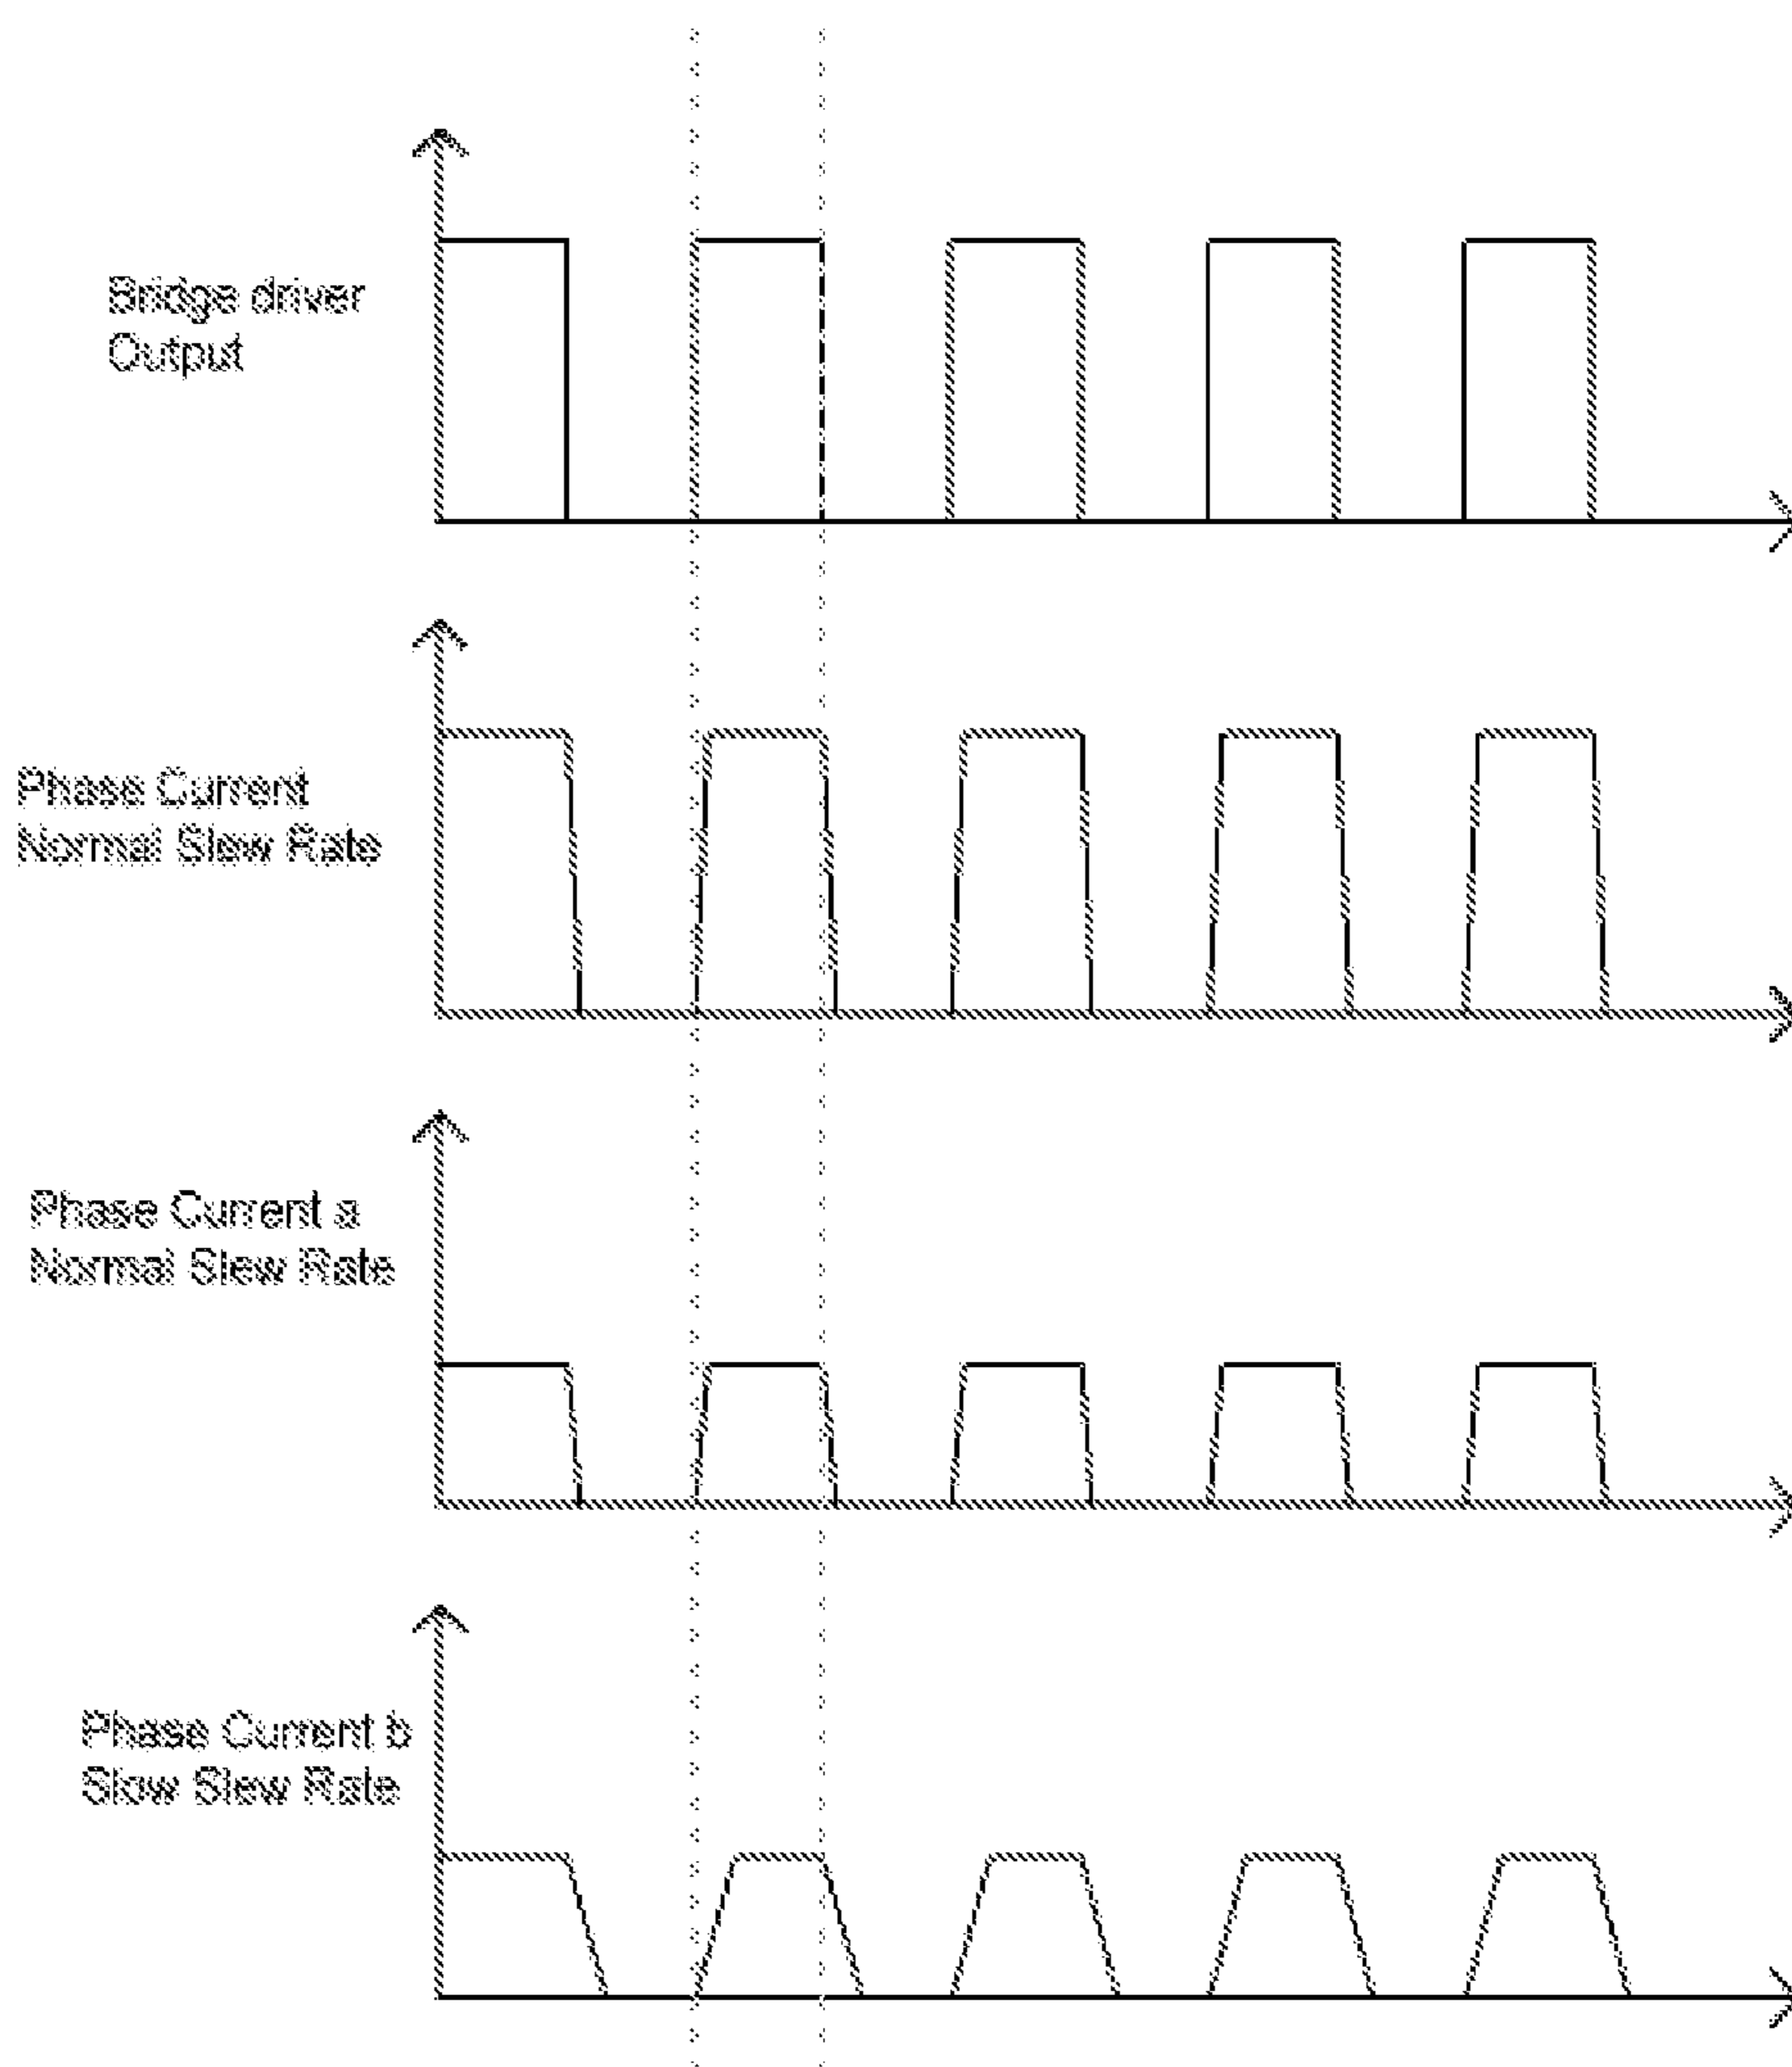 Bridge driver
Output
Phase Current
Normal Slew Rate
Phase Current a
Normal Slew Rate
Phase Current b
Slow Slew Rate